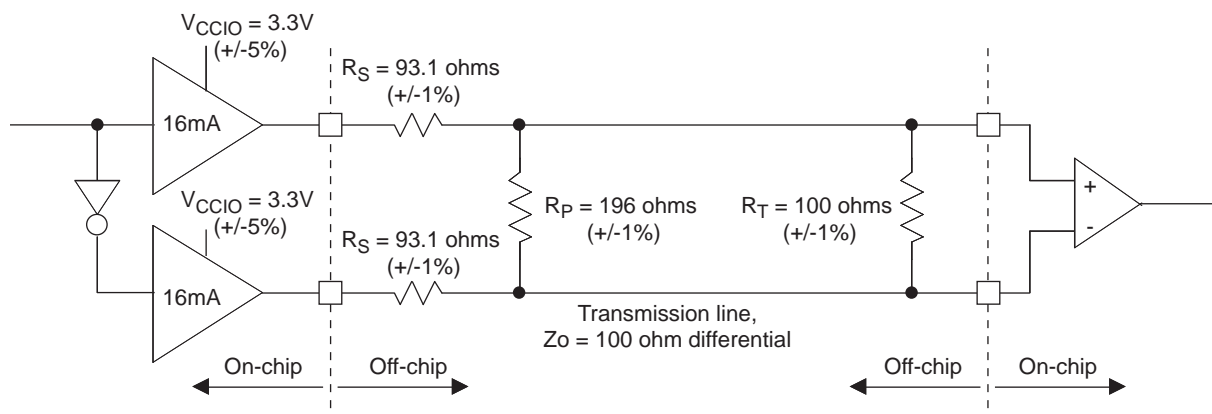 VCCIO = 3.3V
(+/-5%)
RS = 93.1 ohms
(+/-1%)
16mA
+
-
VCCIO = 3.3V
(+/-5%)
RP = 196 ohms
(+/-1%)
RT = 100 ohms
(+/-1%)
RS = 93.1 ohms
(+/-1%)
16mA
Transmission line,
Zo = 100 ohm differential
On-chip
Off-chip
Off-chip
On-chip